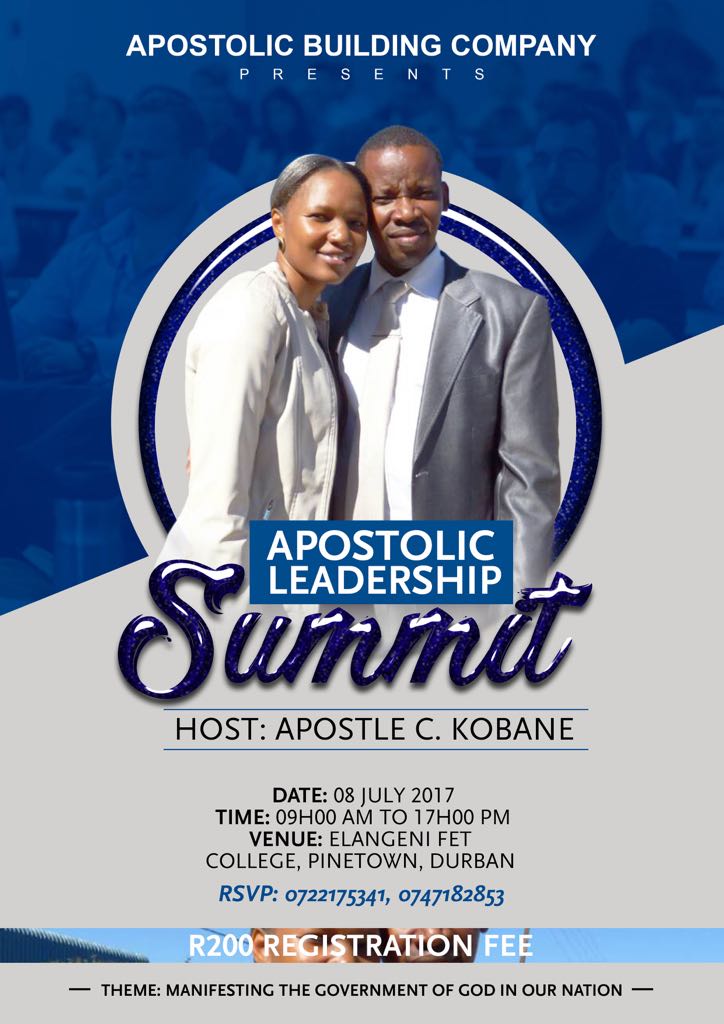 APOSTOLIC BUILDING COMPANY
PRESENTS
APOSTOLIC
LEADERSHIP
Summit
HOST: APOSTLE C. KOBANE
DATE: 08 JULY 2017
TIME: 09H00 AM TO 17H00 PM
VENUE: ELANGENI FET
COLLEGE, PINETOWN, DURBAN
RSVP: 0722175341, 0747182853
R200 REGISTRATION FEE
— THEME: MANIFESTING THE GOVERNMENT OF GOD IN OUR NATION —